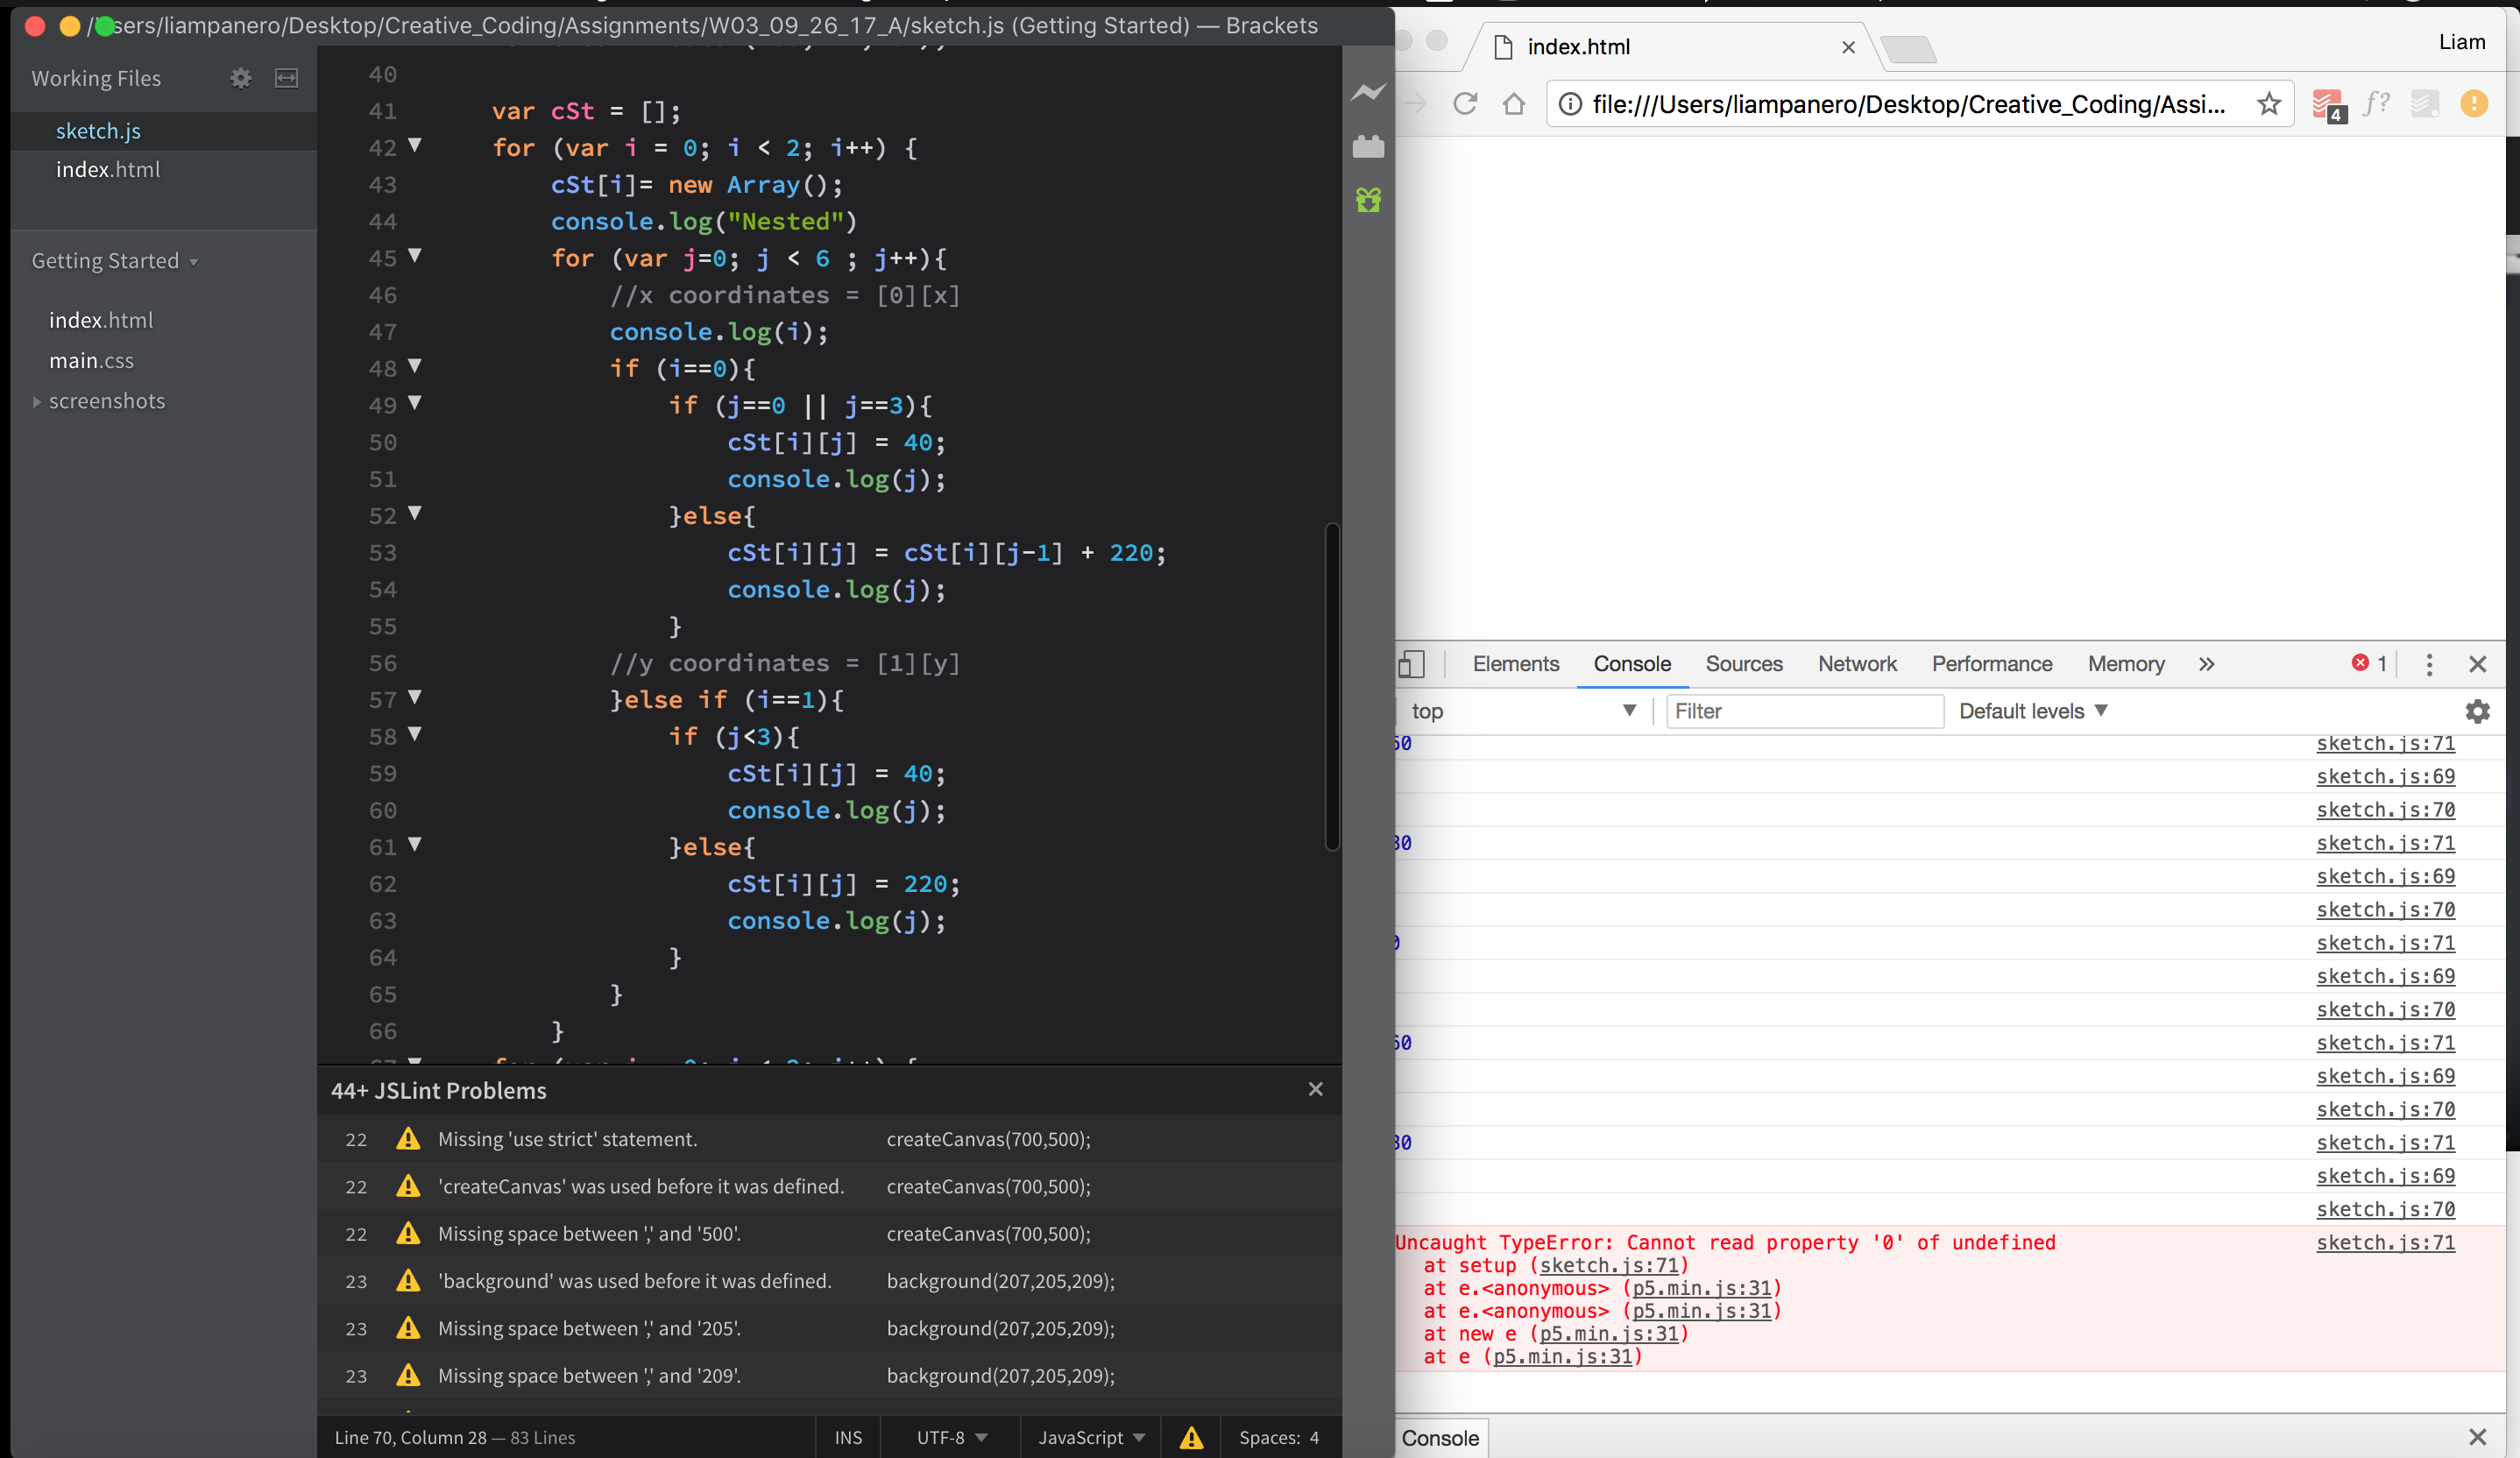 /Users/liampanero/Desktop/Creative_Coding/Assignments/W03_09_26_17_A/sketch.js (Getting Started) — Brackets
Working Files
sketch.js
index.html
Getting Started
index.html
main.css
screenshots
40
41 var cSt = [];
42 for (var i = 0; i < 2; i++) {
43 cSt[i]= new Array();
44 console.log("Nested")
45 for (var j=0; j < 6 ; j++){
46 //x coordinates = [0][x]
47 console.log(i);
48 if (i==0){
49 if (j==0 || j==3){
50 cSt[i][j] = 40;
51 console.log(j);
52 }else{
53 cSt[i][j] = cSt[i][j-1] + 220;
54 console.log(j);
55 }
56 //y coordinates = [1][y]
57 }else if (i==1){
58 if (j<3){
59 cSt[i][j] = 40;
60 console.log(j);
61 }else{
62 cSt[i][j] = 220;
63 console.log(j);
64 }
65 }
66 }
44+ JSLint Problems
22 Missing 'use strict' statement. createCanvas(700,500);
22 'createCanvas' was used before it was defined. createCanvas(700,500);
22 Missing space between ',' and '500'. createCanvas(700,500);
23 'background' was used before it was defined. background(207,205,209);
23 Missing space between ',' and '205'. background(207,205,209);
23 Missing space between ',' and '209'. background(207,205,209);
Line 70, Column 28 — 83 Lines
INS
UTF-8
JavaScript
Spaces: 4
index.html
Liam
file:///Users/liampanero/Desktop/Creative_Coding/Assi...
4
f?
Elements Console Sources Network Performance Memory » 1
top Filter Default levels
60 sketch.js:71
sketch.js:69
sketch.js:70
80 sketch.js:71
sketch.js:69
sketch.js:70
0 sketch.js:71
sketch.js:69
sketch.js:70
60 sketch.js:71
sketch.js:69
sketch.js:70
80 sketch.js:71
sketch.js:69
sketch.js:70
Uncaught TypeError: Cannot read property '0' of undefined sketch.js:71
at setup (sketch.js:71)
at e.<anonymous> (p5.min.js:31)
at e.<anonymous> (p5.min.js:31)
at new e (p5.min.js:31)
at e (p5.min.js:31)
Console